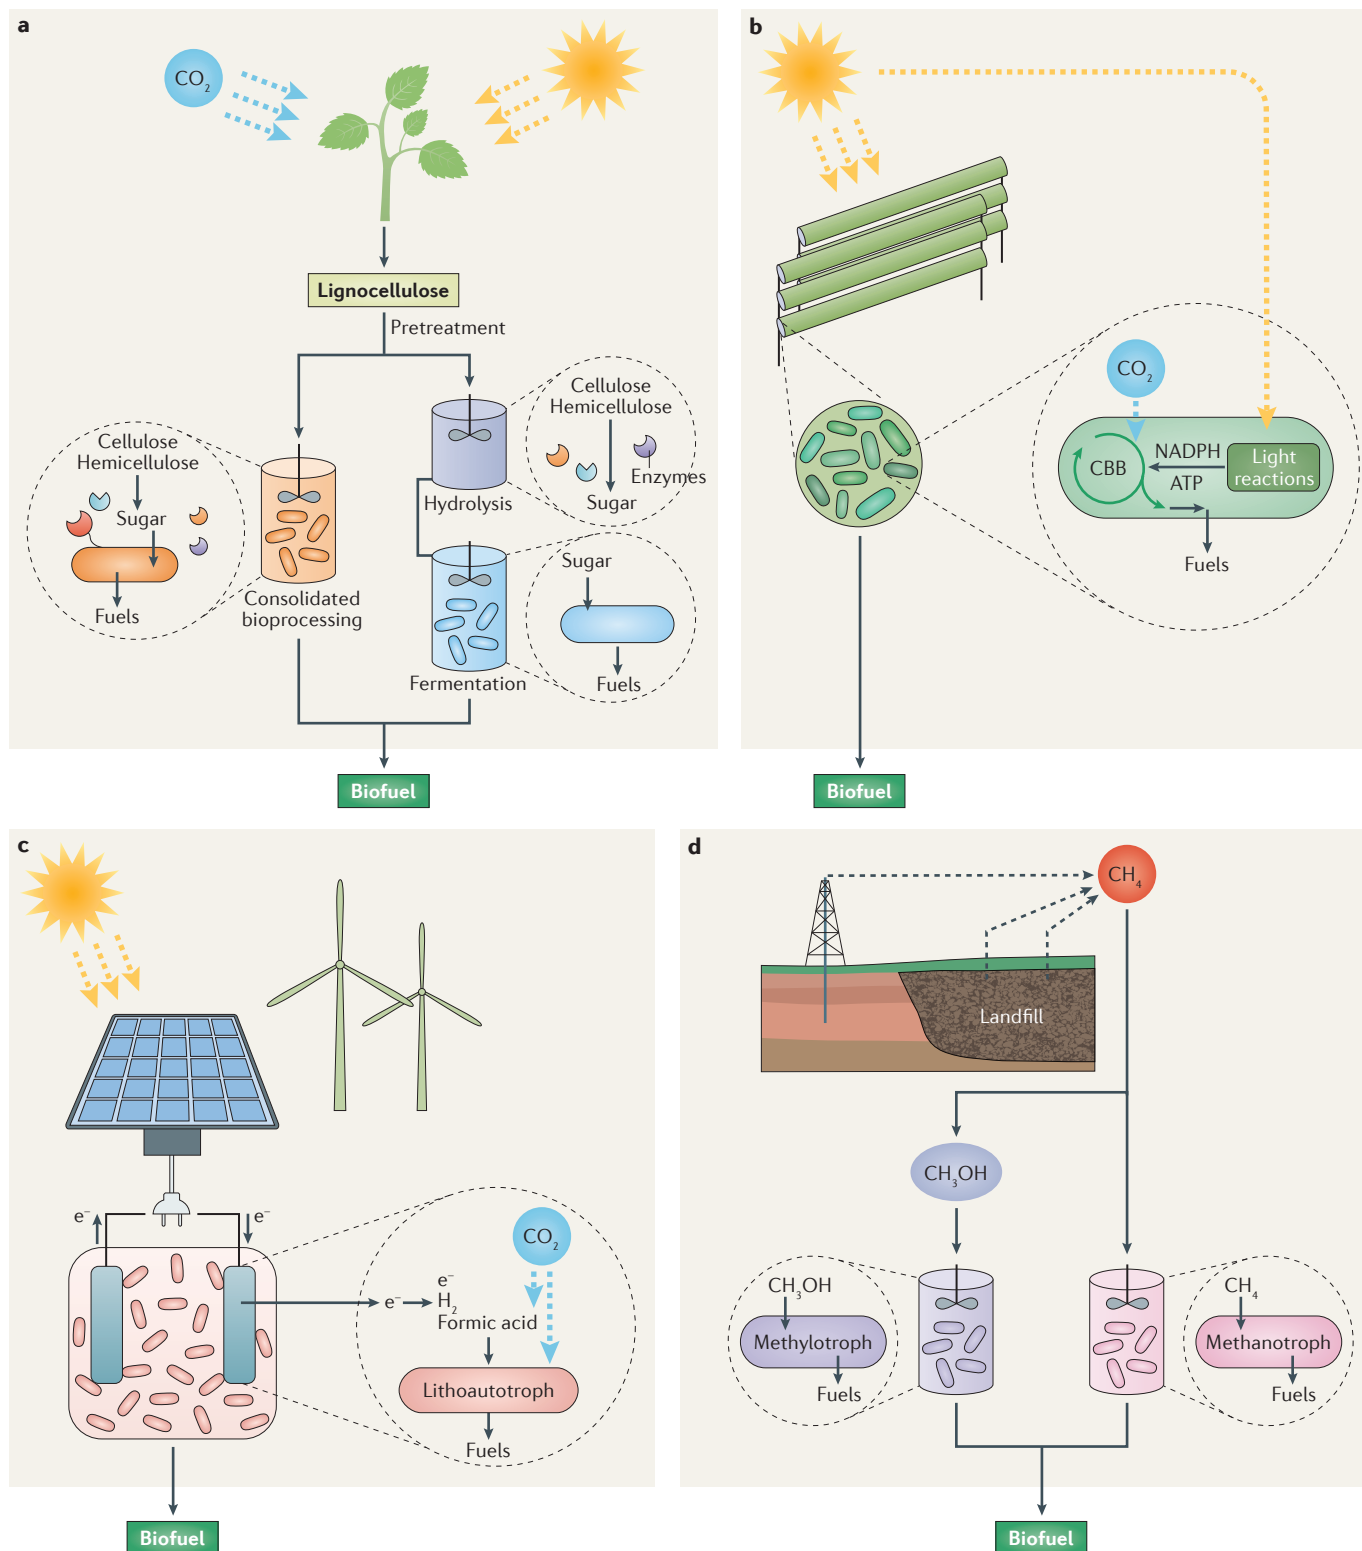 a
CO₂
Lignocellulose
Pretreatment
Cellulose
Hemicellulose
Sugar
Fuels
Consolidated
bioprocessing
Hydrolysis
Cellulose
Hemicellulose
Enzymes
Sugar
Fermentation
Sugar
Fuels
Biofuel
b
CO₂
CBB
NADPH
ATP
Light
reactions
Fuels
Biofuel
c
e⁻
e⁻
CO₂
e⁻
e⁻
H₂
Formic acid
Lithoautotroph
Fuels
Biofuel
d
CH₄
Landfill
CH₃OH
CH₃OH
Methylotroph
Fuels
CH₄
Methanotroph
Fuels
Biofuel